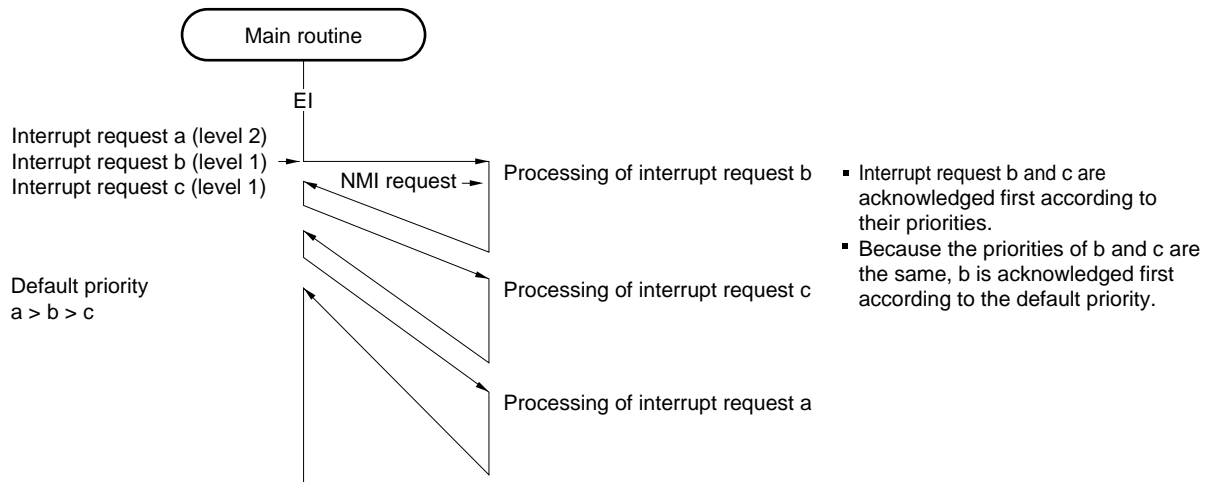 Main routine
EI
Interrupt request a (level 2)
Interrupt request b (level 1)
Interrupt request c (level 1)
NMI request
Processing of interrupt request b
▪ Interrupt request b and c are
acknowledged first according to
their priorities.
▪ Because the priorities of b and c are
the same, b is acknowledged first
according to the default priority.
Default priority
a > b > c
Processing of interrupt request c
Processing of interrupt request a